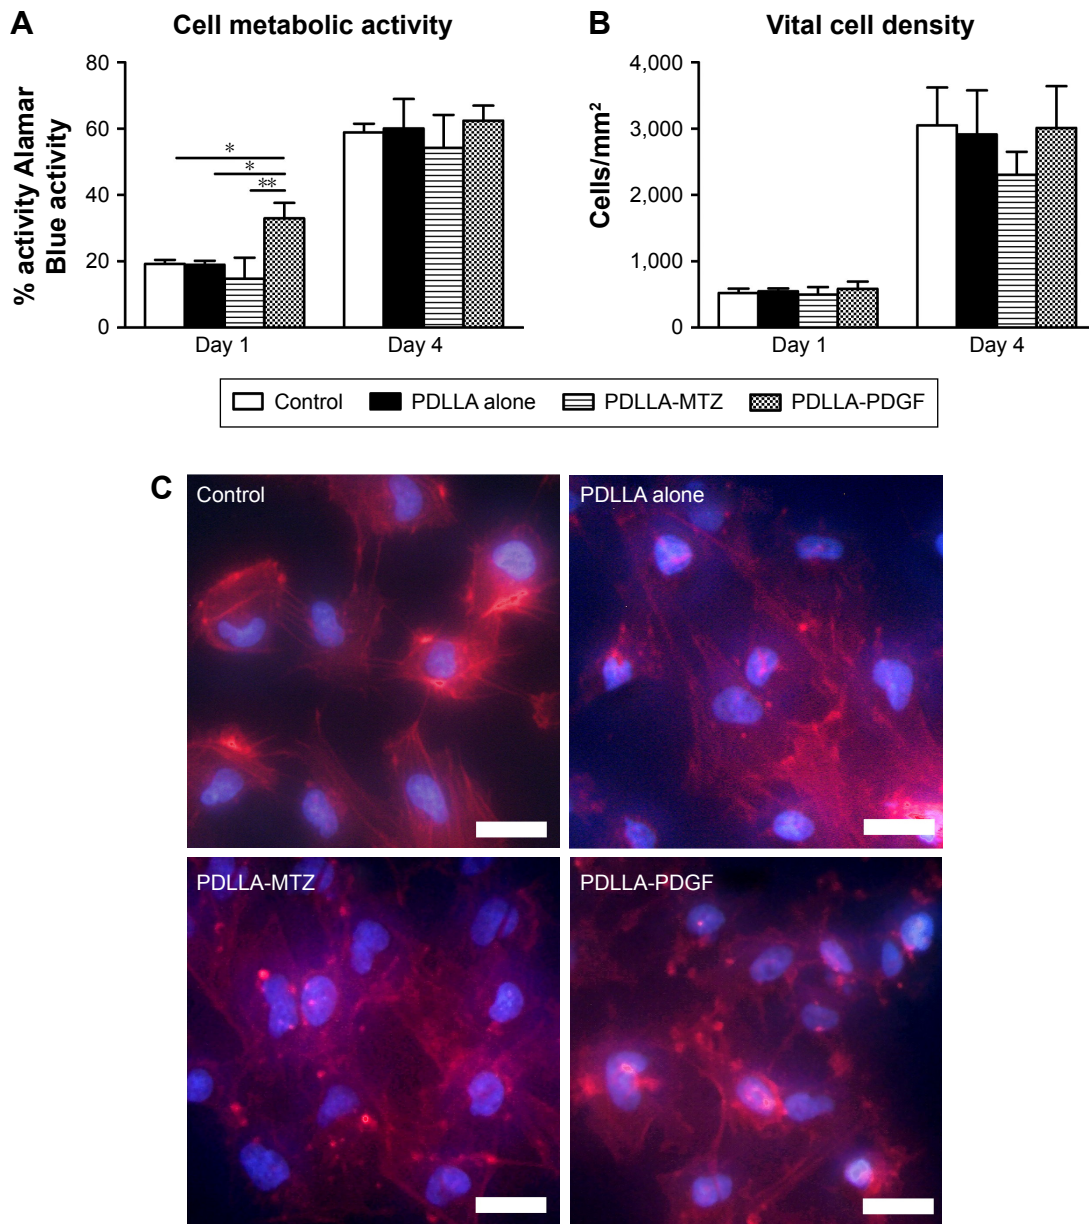 A
Cell metabolic activity
% activity Alamar
Blue activity
80
60
40
20
0
*
*
**
Day 1
Day 4
B
Vital cell density
Cells/mm²
4,000
3,000
2,000
1,000
0
Day 1
Day 4
Control
PDLLA alone
PDLLA-MTZ
PDLLA-PDGF
C
Control
PDLLA alone
PDLLA-MTZ
PDLLA-PDGF